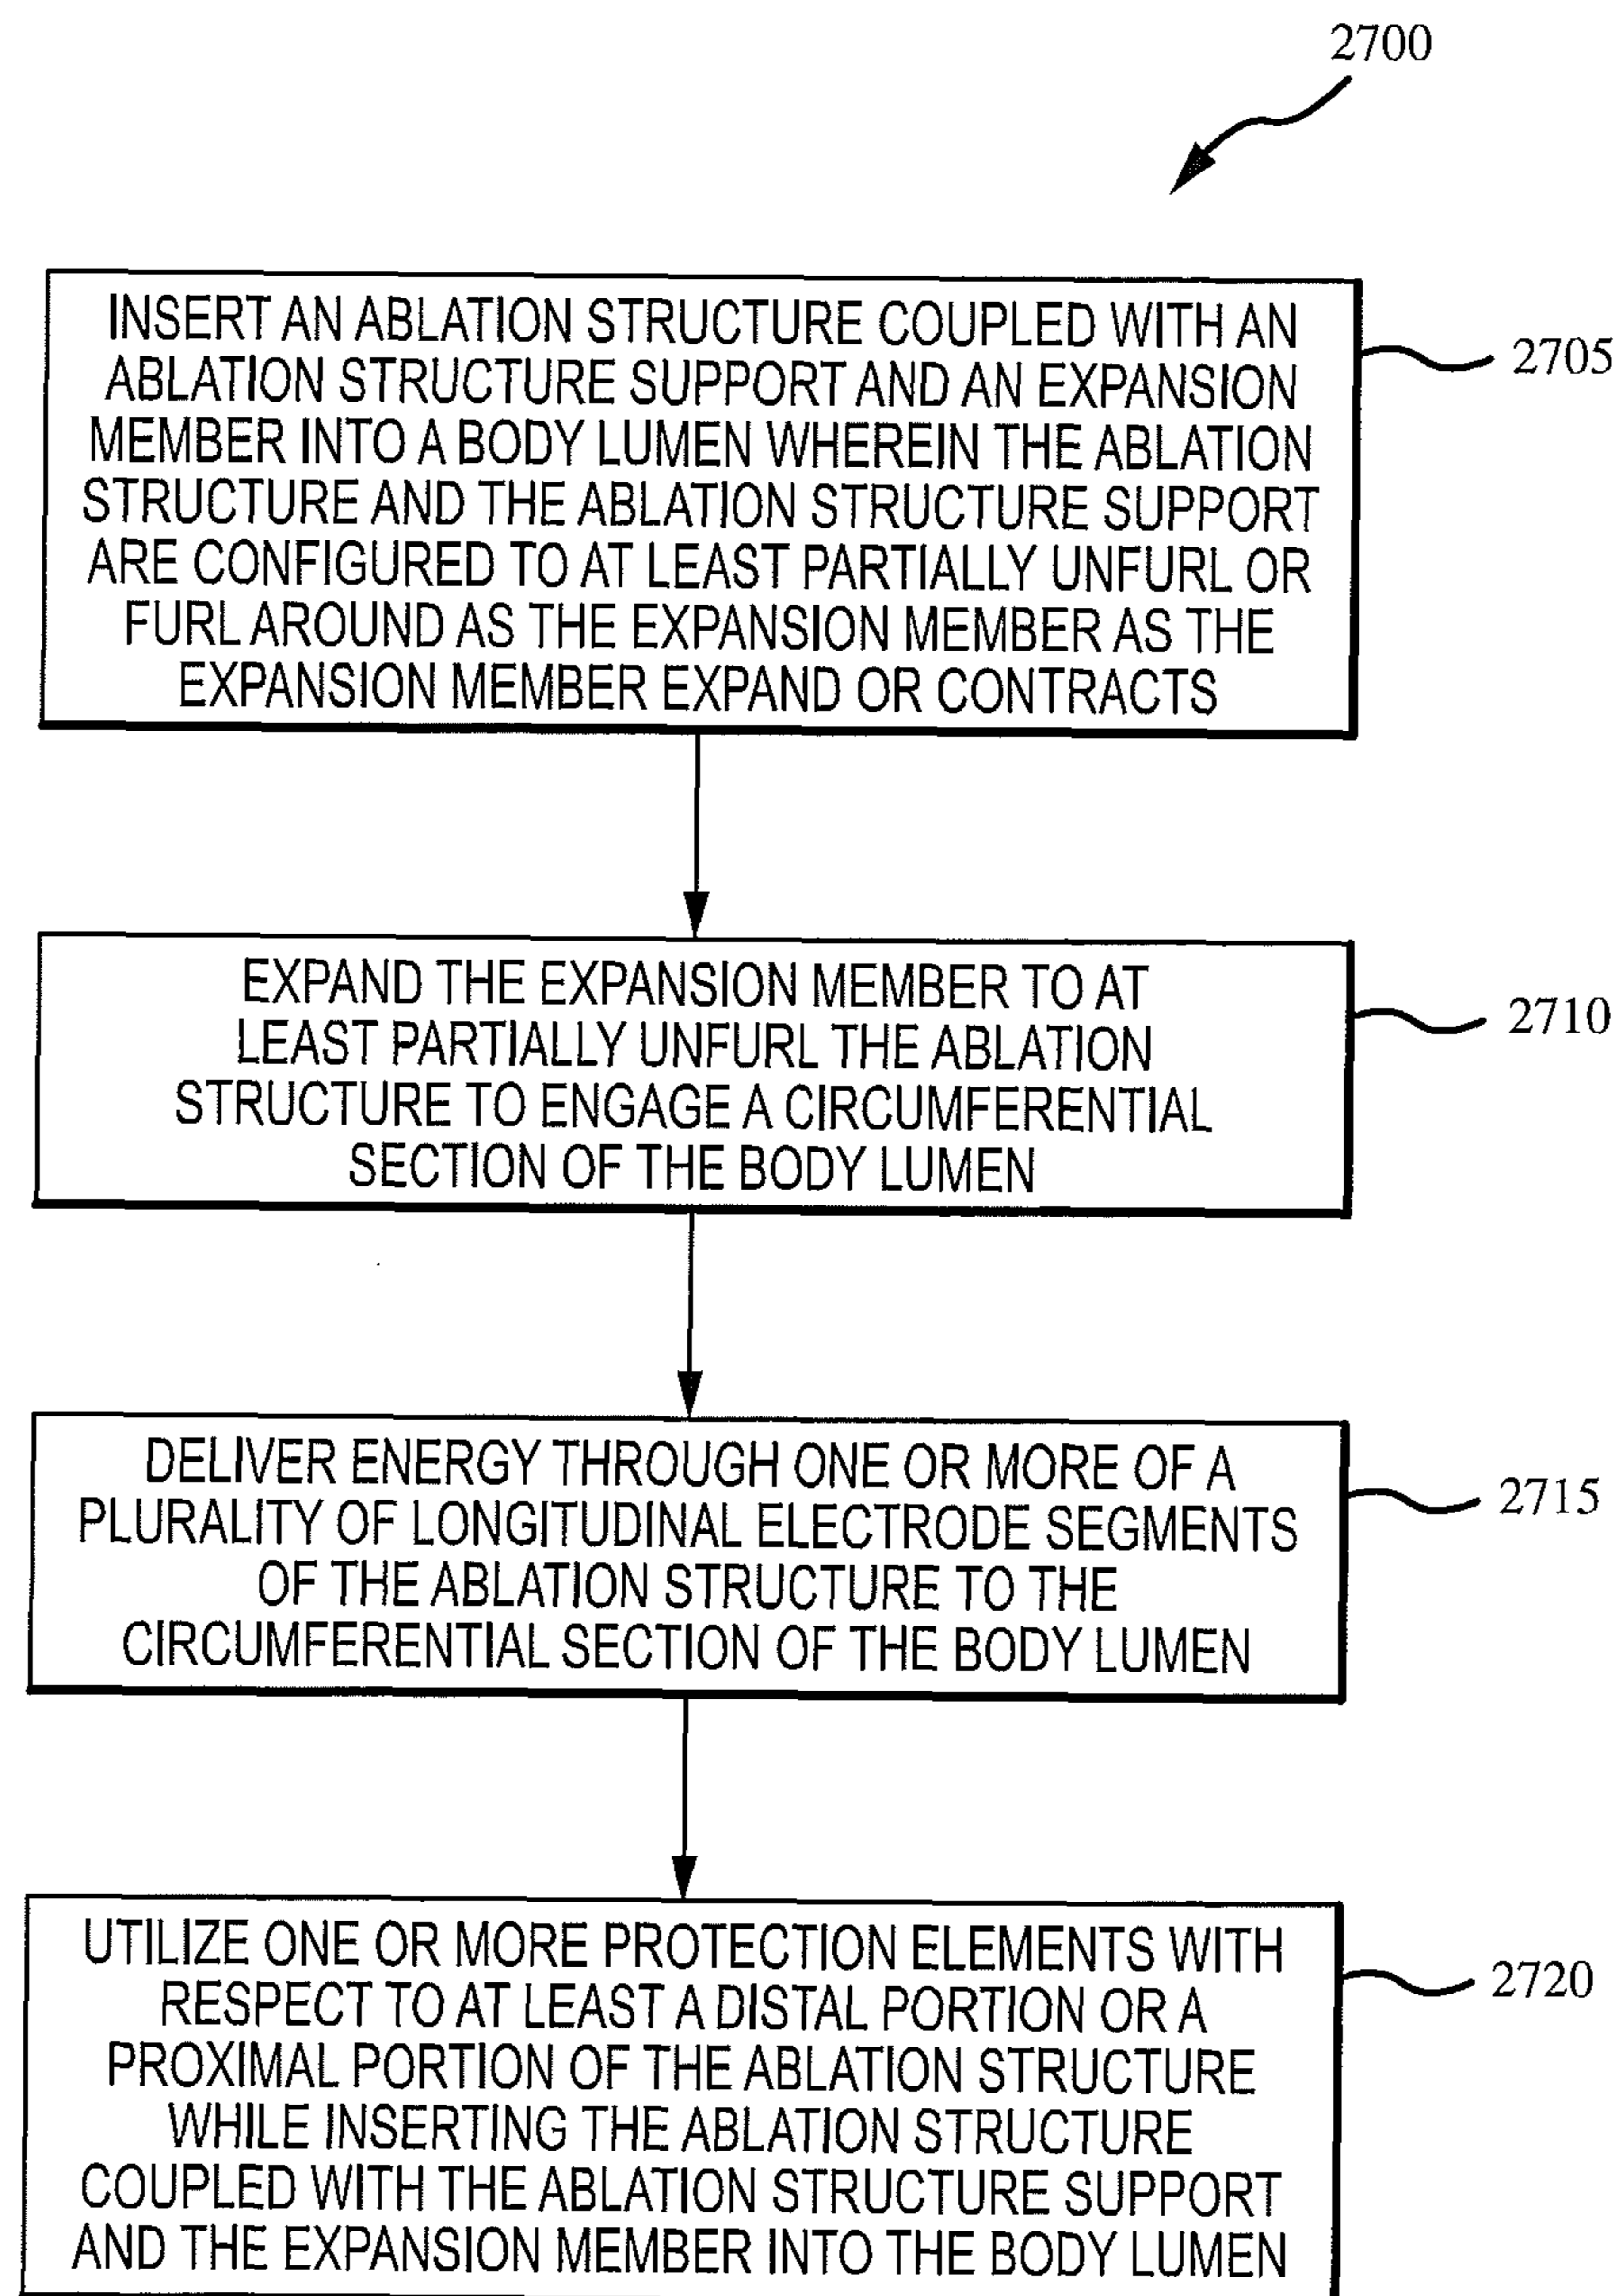 2700
INSERT AN ABLATION STRUCTURE COUPLED WITH AN
ABLATION STRUCTURE SUPPORT AND AN EXPANSION
MEMBER INTO A BODY LUMEN WHEREIN THE ABLATION
STRUCTURE AND THE ABLATION STRUCTURE SUPPORT
ARE CONFIGURED TO AT LEAST PARTIALLY UNFURL OR
FURL AROUND AS THE EXPANSION MEMBER AS THE
EXPANSION MEMBER EXPAND OR CONTRACTS
2705
EXPAND THE EXPANSION MEMBER TO AT
LEAST PARTIALLY UNFURL THE ABLATION
STRUCTURE TO ENGAGE A CIRCUMFERENTIAL
SECTION OF THE BODY LUMEN
2710
DELIVER ENERGY THROUGH ONE OR MORE OF A
PLURALITY OF LONGITUDINAL ELECTRODE SEGMENTS
OF THE ABLATION STRUCTURE TO THE
CIRCUMFERENTIAL SECTION OF THE BODY LUMEN
2715
UTILIZE ONE OR MORE PROTECTION ELEMENTS WITH
RESPECT TO AT LEAST A DISTAL PORTION OR A
PROXIMAL PORTION OF THE ABLATION STRUCTURE
WHILE INSERTING THE ABLATION STRUCTURE
COUPLED WITH THE ABLATION STRUCTURE SUPPORT
AND THE EXPANSION MEMBER INTO THE BODY LUMEN
2720